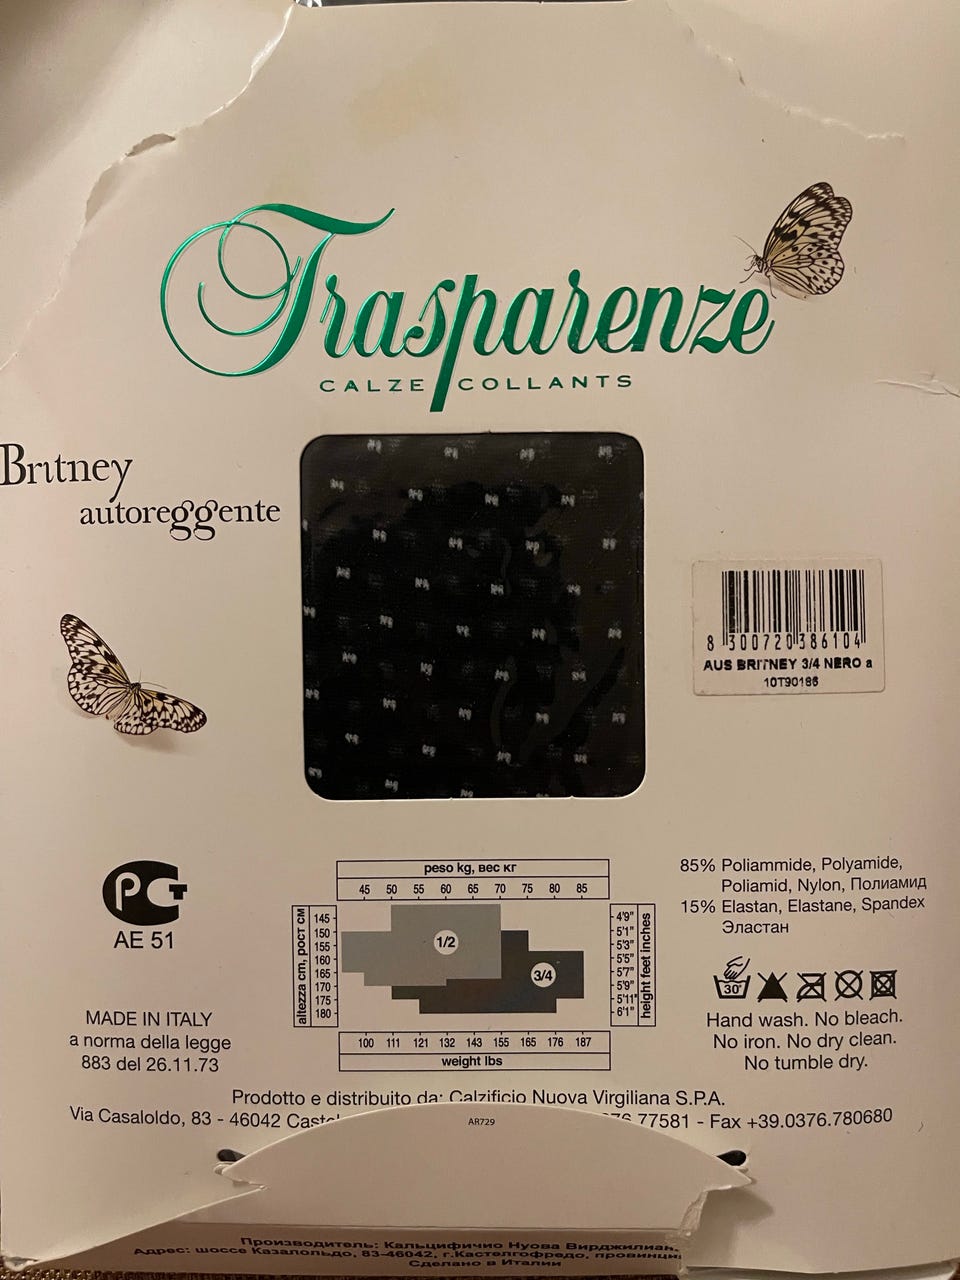 Trasparenze
CALZE COLLANTS
Britney
autoreggente
8 300720 386104
AUS BRITNEY 3/4 NERO a
10T90186
РСТ
AE 51
MADE IN ITALY
a norma della legge
883 del 26.11.73
peso kg, вес кг
45 50 55 60 65 70 75 80 85
altezza cm, рост см
145
150
155
160
165
170
175
180
1/2
3/4
4'9"
5'1"
5'3"
5'5"
5'7"
5'9"
5'11"
6'1"
height feet inches
100 111 121 132 143 155 165 176 187
weight lbs
85% Poliammide, Polyamide,
Poliamid, Nylon, Полиамид
15% Elastan, Elastane, Spandex
Эластан
30°
Hand wash. No bleach.
No iron. No dry clean.
No tumble dry.
Prodotto e distribuito da: Calzificio Nuova Virgiliana S.P.A.
Via Casaloldo, 83 - 46042 77581 - Fax +39.0376.780680
AR729
Производитель: Кальцифичио Нуова
Адрес: шоссе Казалольдо, 83-46042, г.Кастелгофредо,
Сделано в Италии